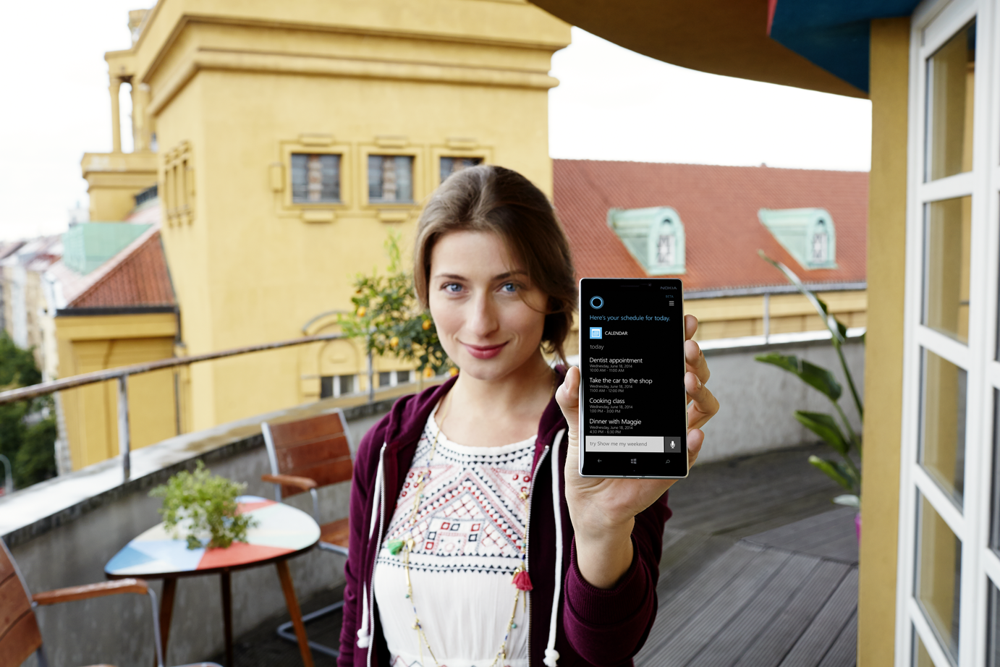 NOKIA
BETA
Here's your schedule for today.
CALENDAR
today
Dentist appointment
Wednesday, June 18, 2014
10:00 AM - 11:00 AM
Take the car to the shop
Wednesday, June 18, 2014
11:00 AM - 12:00 PM
Cooking class
Wednesday, June 18, 2014
1:00 PM - 3:00 PM
Dinner with Maggie
Wednesday, June 18, 2014
4:30 PM - 6:30 PM
try Show me my weekend